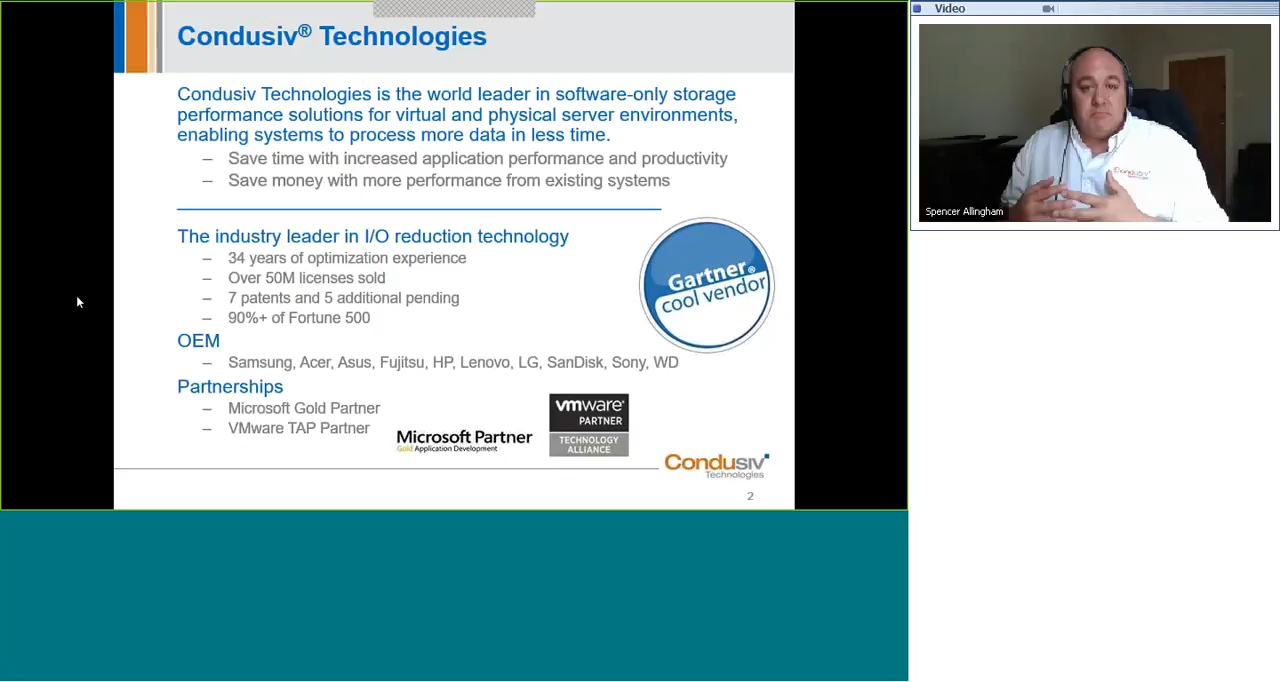 Condusiv® Technologies
Condusiv Technologies is the world leader in software-only storage
performance solutions for virtual and physical server environments,
enabling systems to process more data in less time.
– Save time with increased application performance and productivity
– Save money with more performance from existing systems
The industry leader in I/O reduction technology
– 34 years of optimization experience
– Over 50M licenses sold
– 7 patents and 5 additional pending
– 90%+ of Fortune 500
Gartner®
cool vendor
OEM
– Samsung, Acer, Asus, Fujitsu, HP, Lenovo, LG, SanDisk, Sony, WD
Partnerships
– Microsoft Gold Partner
– VMware TAP Partner
Microsoft Partner
Gold Application Development
vmware®
PARTNER
TECHNOLOGY
ALLIANCE
Condusiv
Technologies
2
Video
Condusiv
Spencer Allingham